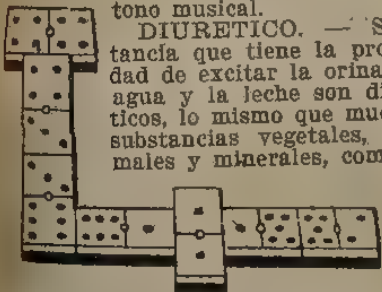 tono musical.
DIURETICO. — S
tancia que tiene la pro
dad de excitar la orina
agua y la leche son di
ticos, lo mismo que muc
substancias vegetales,
males y minerales, com